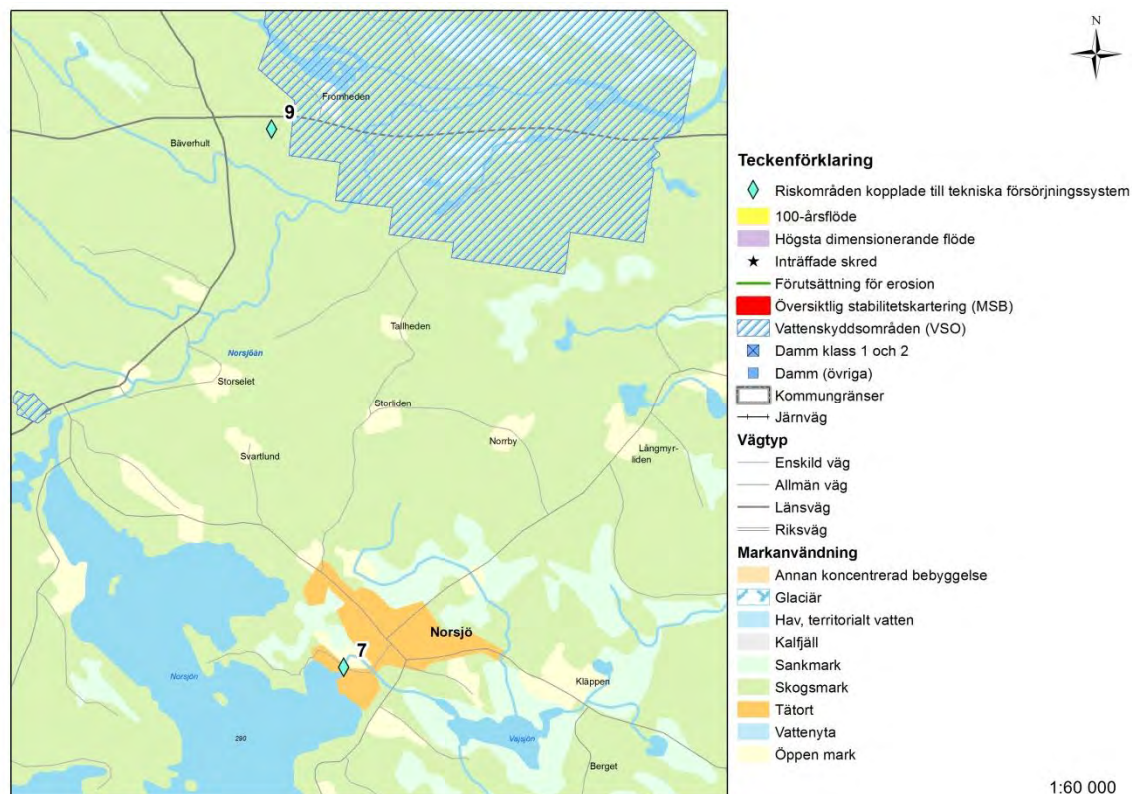 N
9
Fromheden
Bäverhult
Tallheden
Norsjöån
Storselet
Storliden
Norrby
Långmyr-
liden
Svartlund
Norsjö
7
Norsjön
Kläppen
290
Vajsjön
Berget
Teckenförklaring
Riskområden kopplade till tekniska försörjningssystem
100-årsflöde
Högsta dimensionerande flöde
Inträffade skred
Förutsättning för erosion
Översiktlig stabilitetskartering (MSB)
Vattenskyddsområden (VSO)
Damm klass 1 och 2
Damm (övriga)
Kommungränser
Järnväg
Vägtyp
Enskild väg
Allmän väg
Länsväg
Riksväg
Markanvändning
Annan koncentrerad bebyggelse
Glaciär
Hav, territorialt vatten
Kalfjäll
Sankmark
Skogsmark
Tätort
Vattenyta
Öppen mark
1:60 000